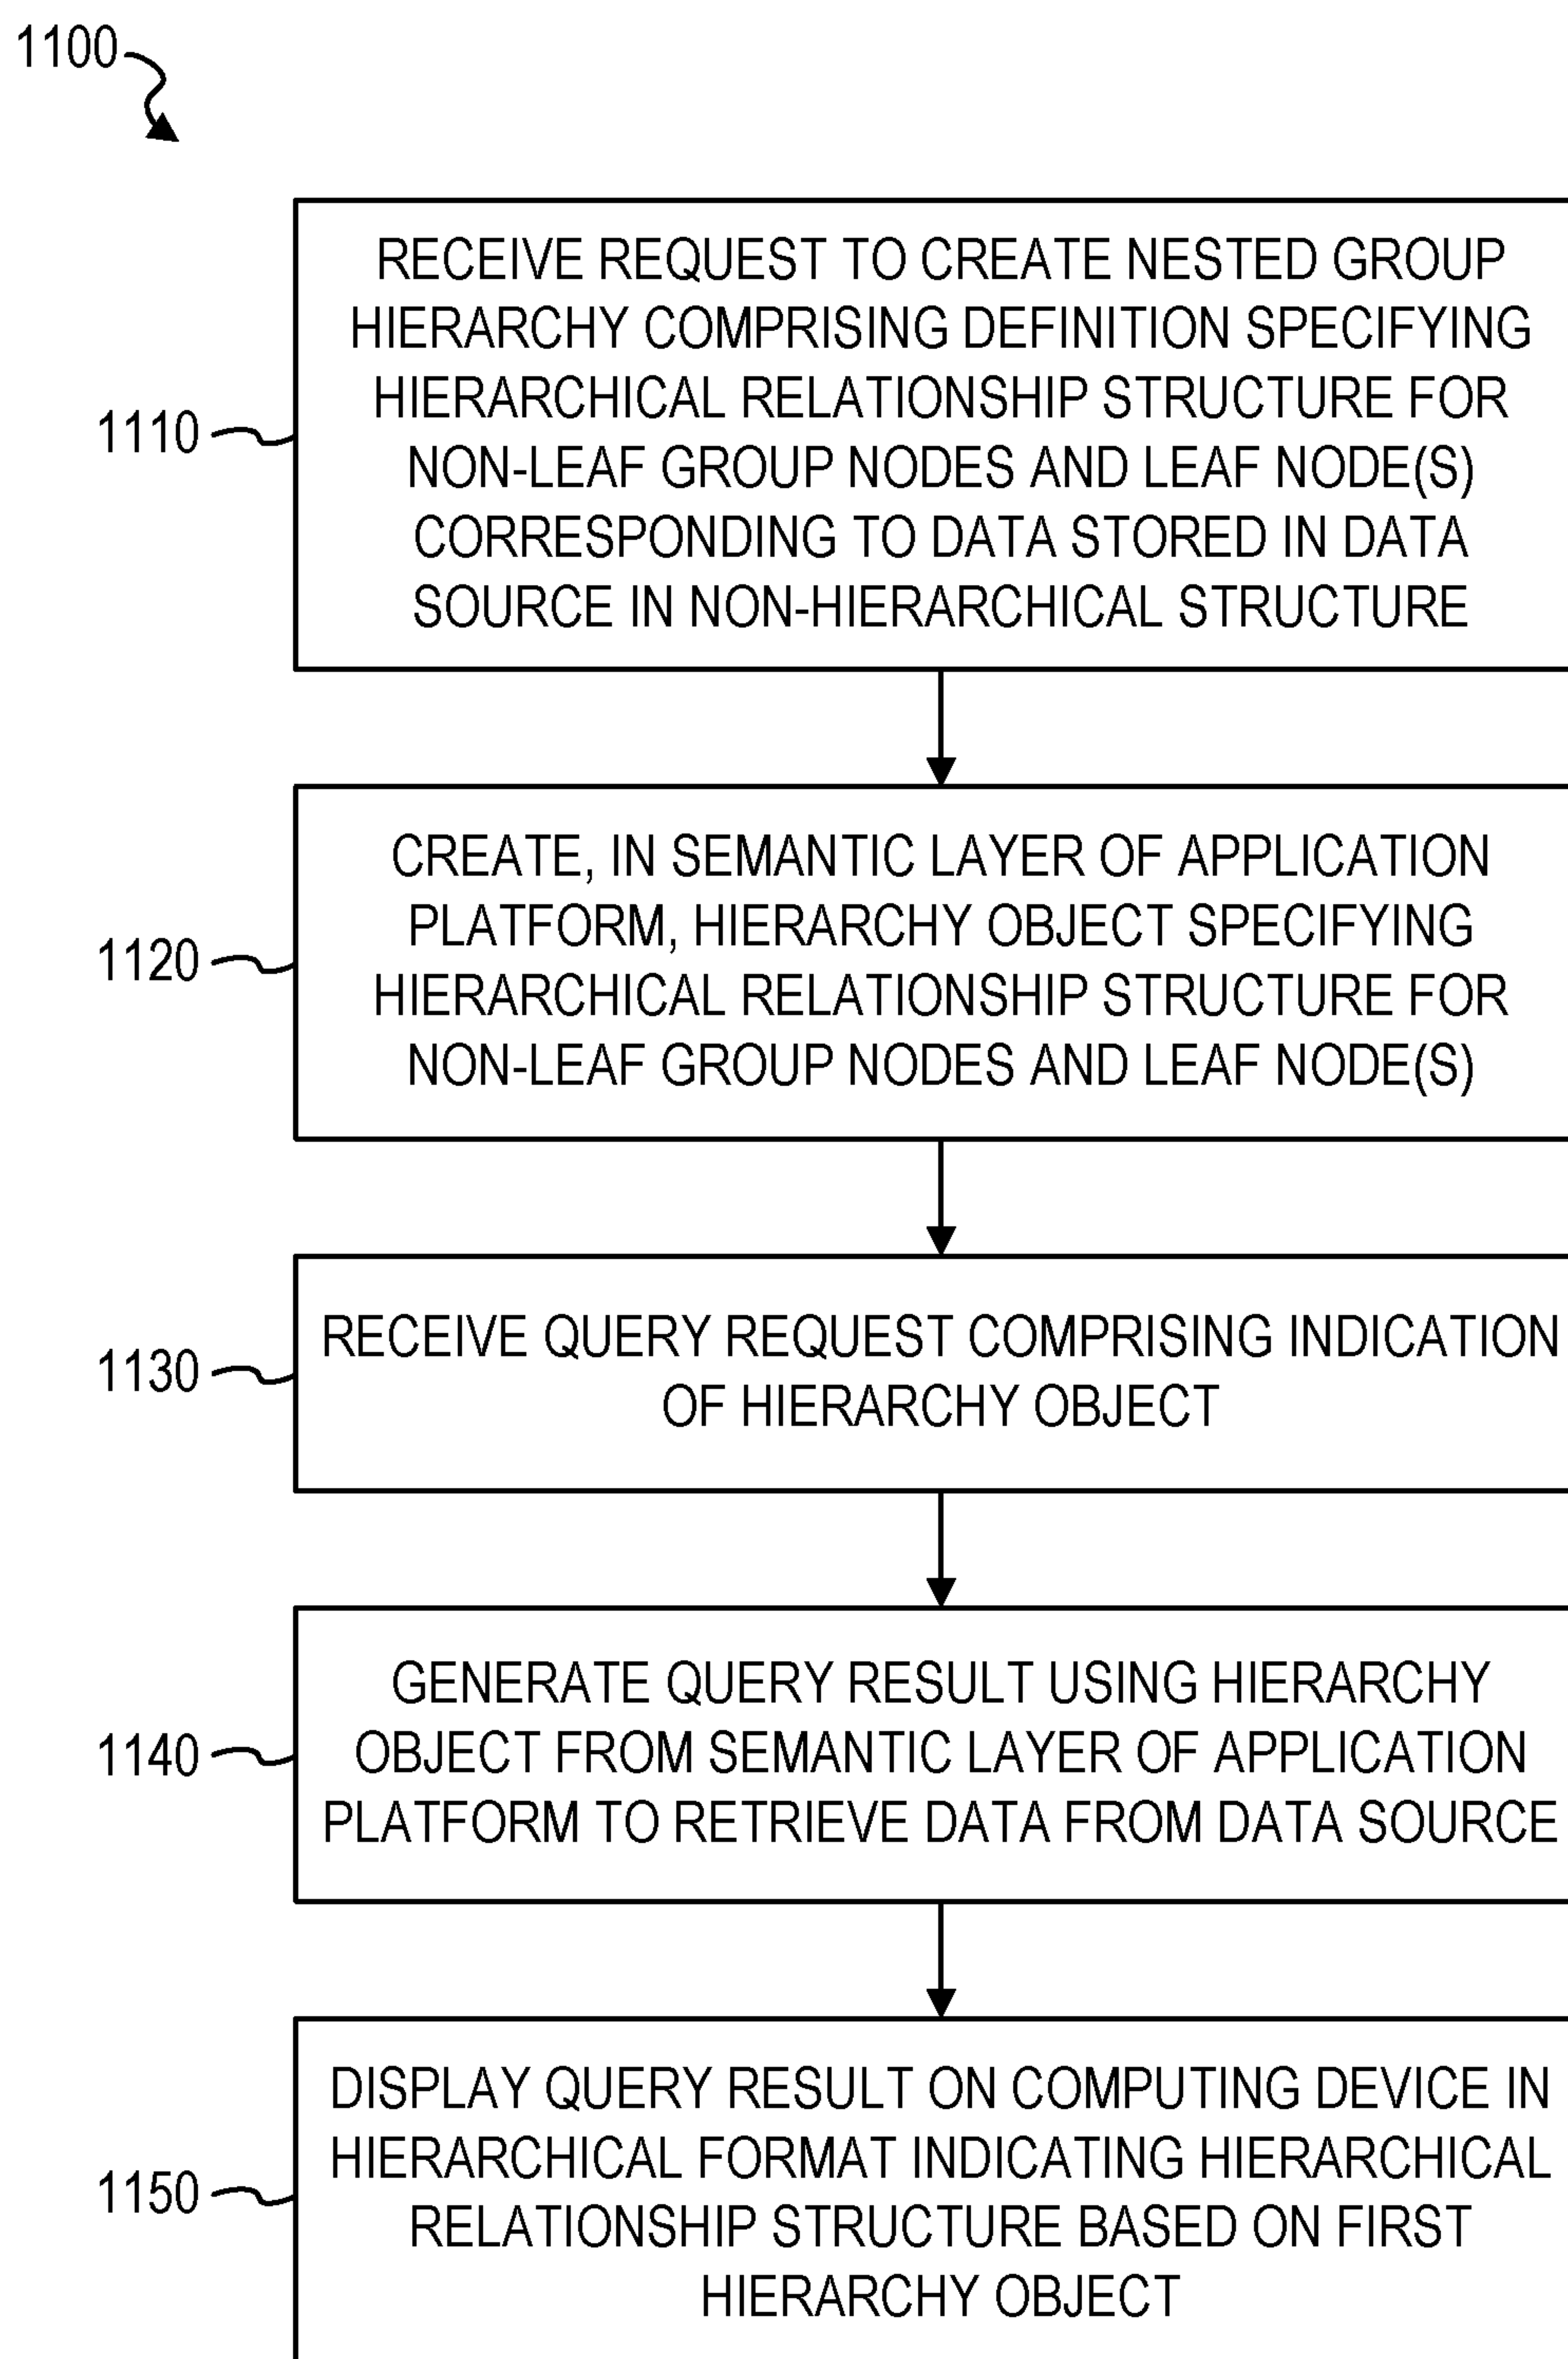 1100
RECEIVE REQUEST TO CREATE NESTED GROUP
HIERARCHY COMPRISING DEFINITION SPECIFYING
HIERARCHICAL RELATIONSHIP STRUCTURE FOR
1110
NON-LEAF GROUP NODES AND LEAF NODE(S)
CORRESPONDING TO DATA STORED IN DATA
SOURCE IN NON-HIERARCHICAL STRUCTURE
CREATE, IN SEMANTIC LAYER OF APPLICATION
PLATFORM, HIERARCHY OBJECT SPECIFYING
1120
HIERARCHICAL RELATIONSHIP STRUCTURE FOR
NON-LEAF GROUP NODES AND LEAF NODE(S)
RECEIVE QUERY REQUEST COMPRISING INDICATION
1130
OF HIERARCHY OBJECT
GENERATE QUERY RESULT USING HIERARCHY
1140
OBJECT FROM SEMANTIC LAYER OF APPLICATION
PLATFORM TO RETRIEVE DATA FROM DATA SOURCE
DISPLAY QUERY RESULT ON COMPUTING DEVICE IN
HIERARCHICAL FORMAT INDICATING HIERARCHICAL
1150
RELATIONSHIP STRUCTURE BASED ON FIRST
HIERARCHY OBJECT